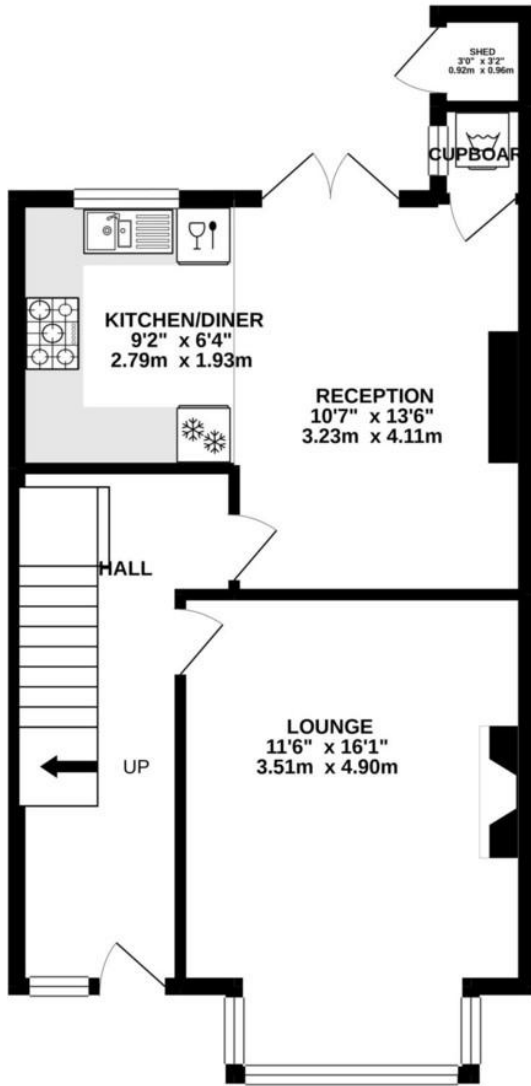 SHED
3'0" x 3'2"
0.92m x 0.96m
CUPBOAR
KITCHEN/DINER
9'2" x 6'4"
2.79m x 1.93m
RECEPTION
10'7" x 13'6"
3.23m x 4.11m
HALL
LOUNGE
11'6" x 16'1"
3.51m x 4.90m
UP